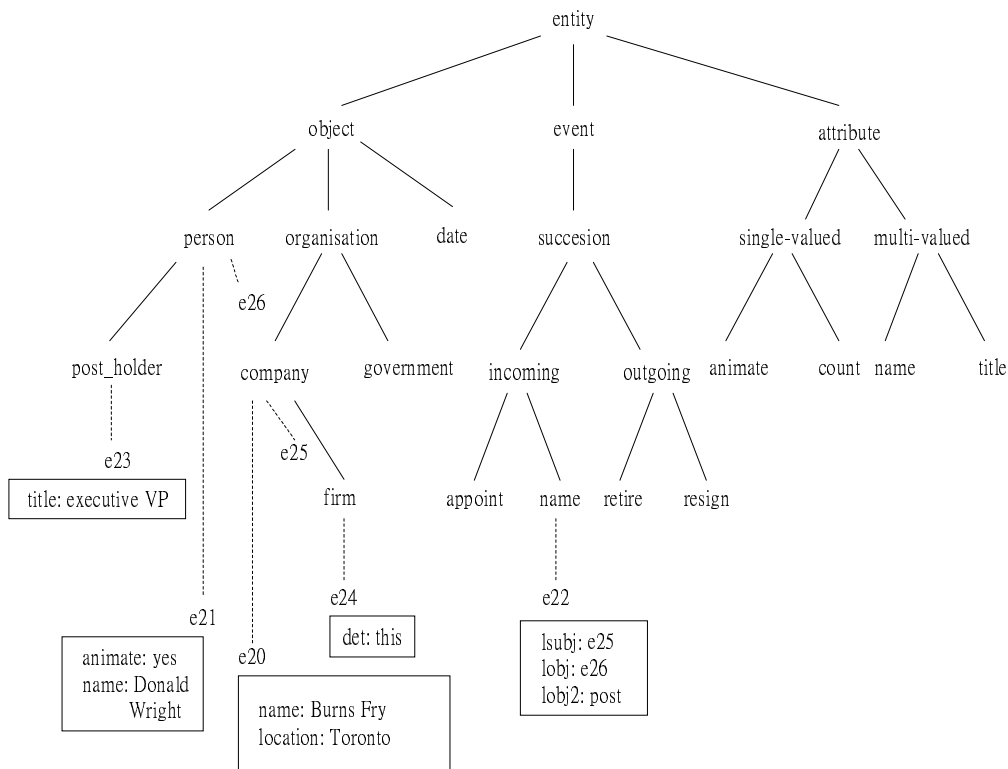 entity
object event attribute
person organisation date succesion single-valued multi-valued
e26
post_holder company government incoming outgoing animate count name title
e23 e25
title: executive VP firm appoint name retire resign
e21 e24 e22
animate: yes
name: Donald
Wright
e20
name: Burns Fry
location: Toronto
det: this
lsubj: e25
lobj: e26
lobj2: post